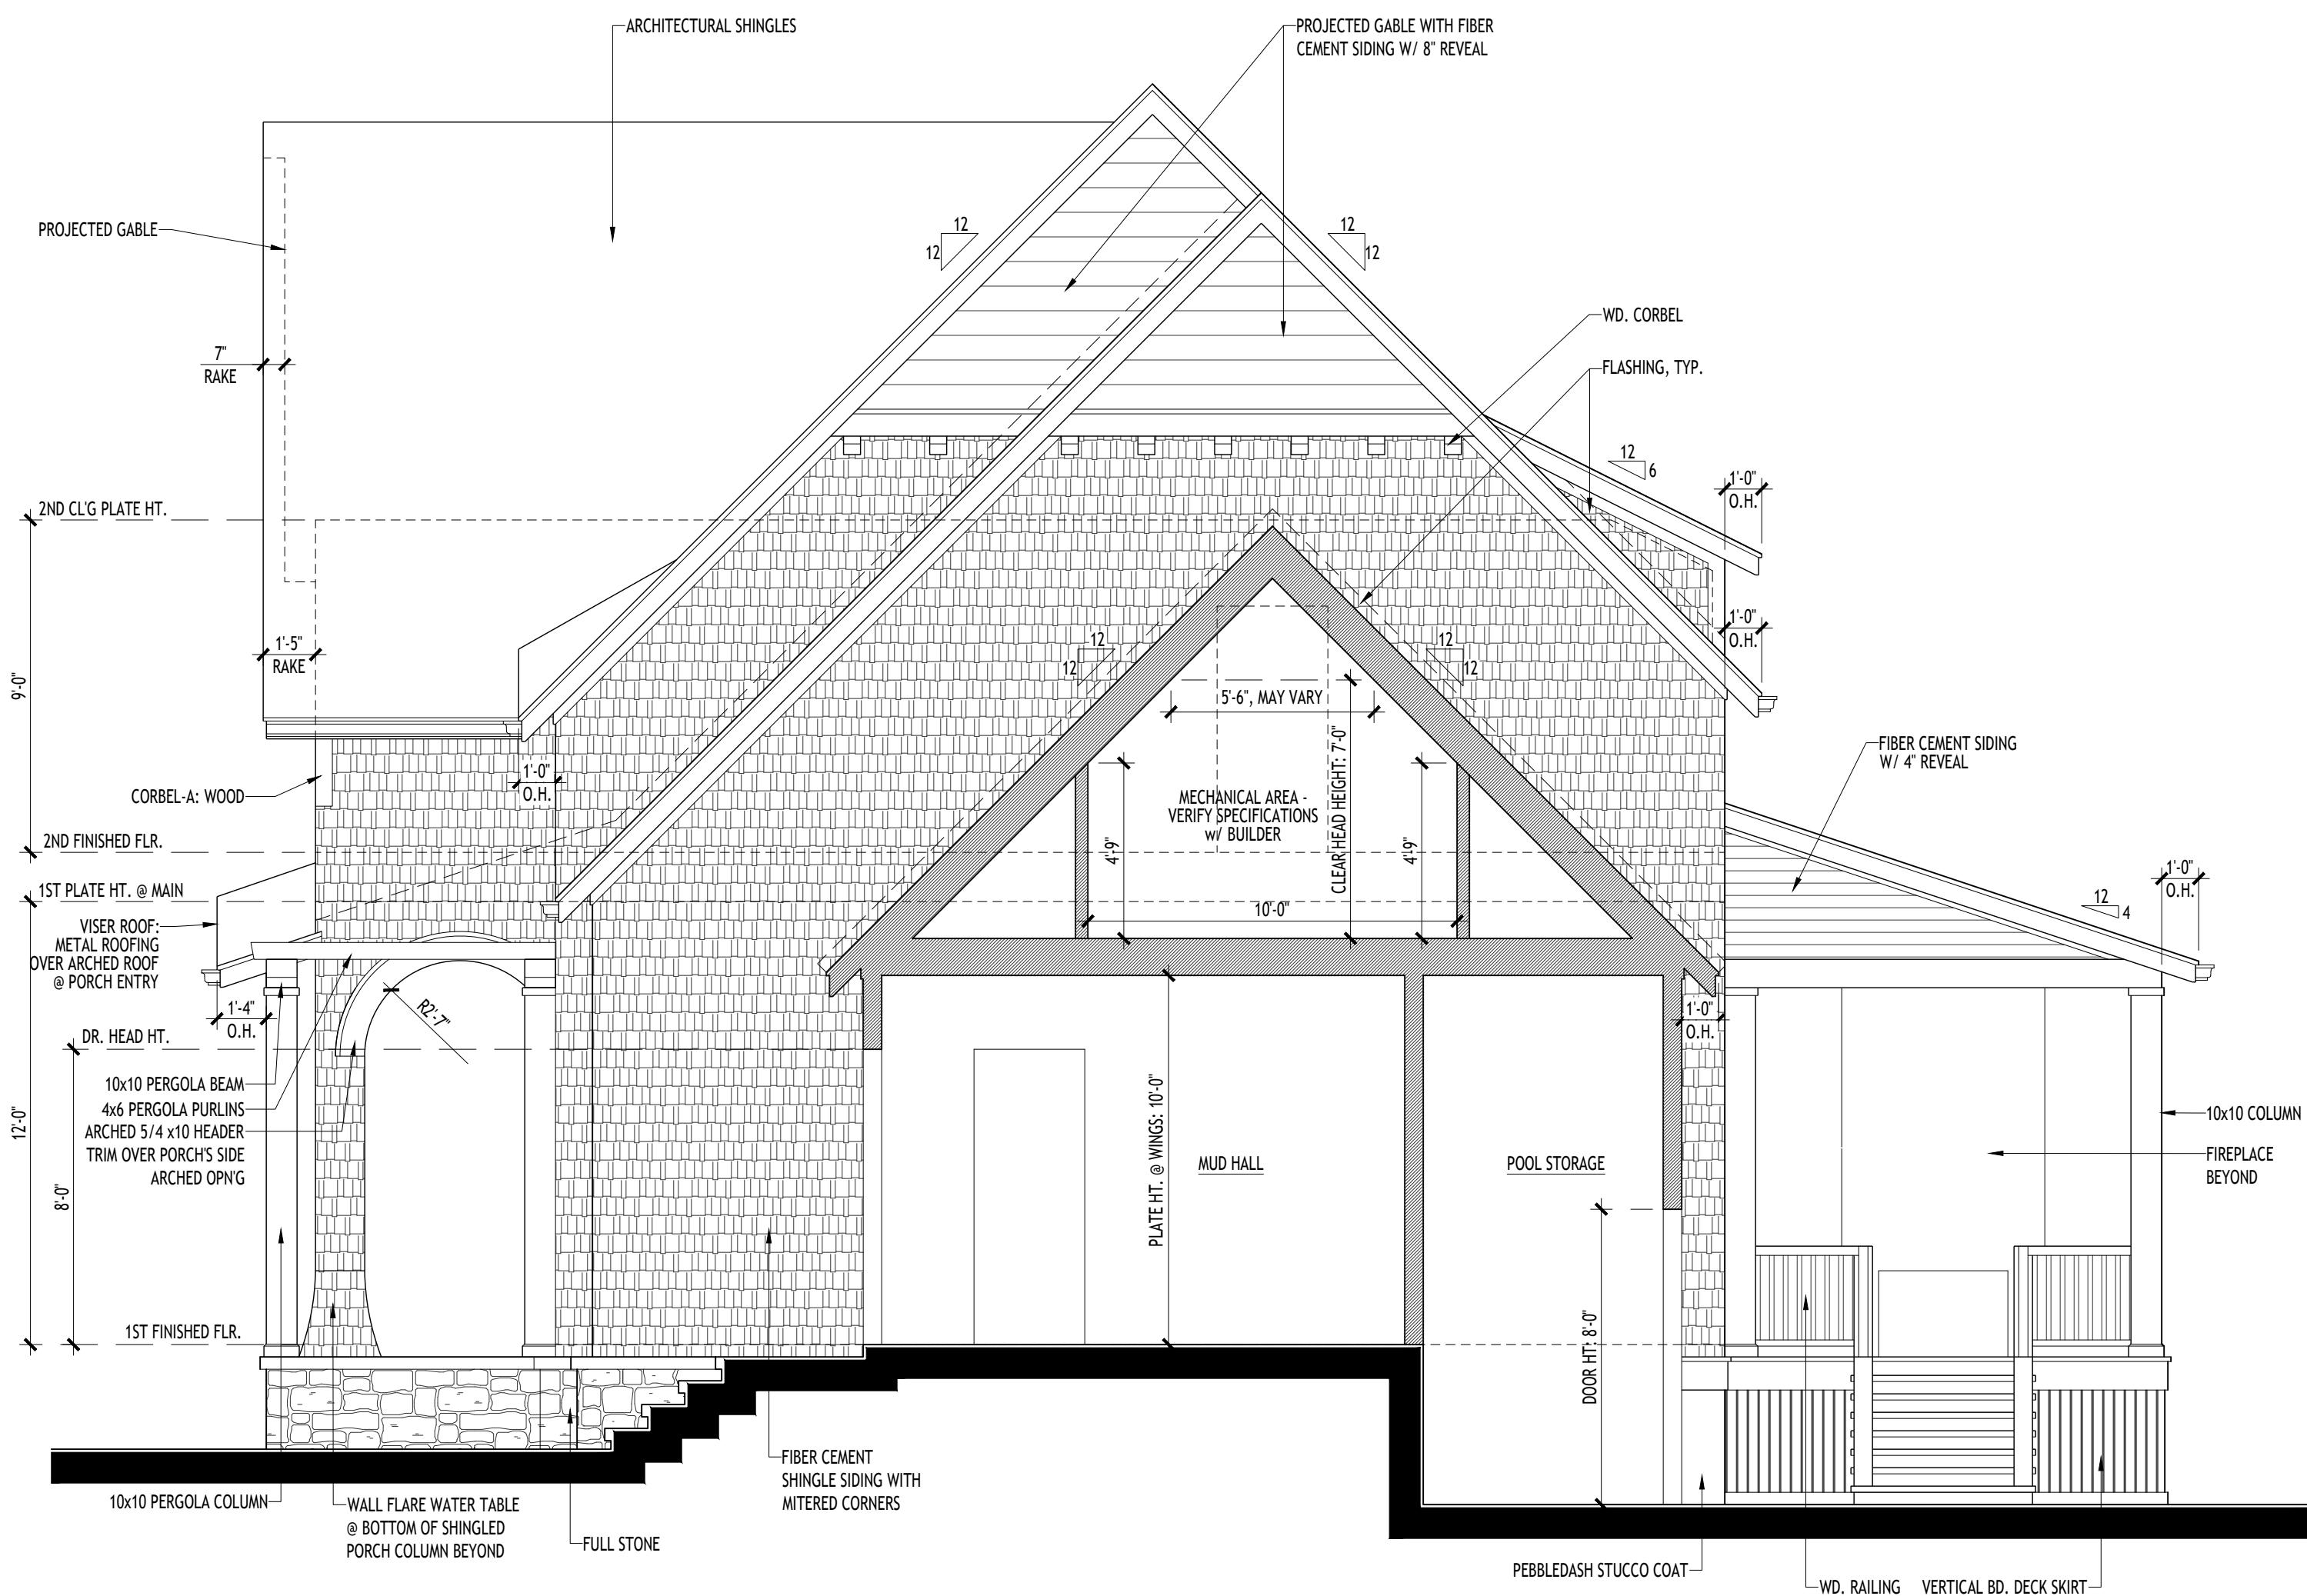 ARCHITECTURAL SHINGLES
PROJECTED GABLE WITH FIBER
CEMENT SIDING W/ 8" REVEAL
PROJECTED GABLE
12
12
12
12
7"
RAKE
WD. CORBEL
FLASHING, TYP.
12
6
1'-0"
O.H.
2ND CL'G PLATE HT.
1'-0"
O.H.
1'-5"
RAKE
9'-0"
12
12
12
12
5'-6", MAY VARY
CLEAR HEAD HEIGHT: 7'-0"
FIBER CEMENT SIDING
W/ 4" REVEAL
1'-0"
O.H.
CORBEL-A: WOOD
MECHANICAL AREA -
VERIFY SPECIFICATIONS
w/ BUILDER
4'-9"
4'-9"
2ND FINISHED FLR.
1ST PLATE HT. @ MAIN
10'-0"
1'-0"
O.H.
12
4
VISER ROOF:
METAL ROOFING
OVER ARCHED ROOF
@ PORCH ENTRY
1'-4"
O.H.
R2'-7"
1'-0"
O.H.
DR. HEAD HT.
10x10 PERGOLA BEAM
4x6 PERGOLA PURLINS
ARCHED 5/4 x10 HEADER
TRIM OVER PORCH'S SIDE
ARCHED OPN'G
12'-0"
8'-0"
PLATE HT. @ WINGS: 10'-0"
MUD HALL
POOL STORAGE
10x10 COLUMN
FIREPLACE
BEYOND
1ST FINISHED FLR.
DOOR HT: 8'-0"
FIBER CEMENT
SHINGLE SIDING WITH
MITERED CORNERS
10x10 PERGOLA COLUMN
WALL FLARE WATER TABLE
@ BOTTOM OF SHINGLED
PORCH COLUMN BEYOND
FULL STONE
PEBBLEDASH STUCCO COAT
WD. RAILING
VERTICAL BD. DECK SKIRT